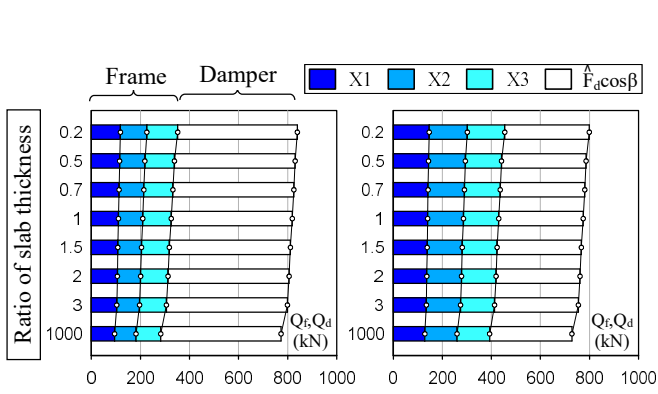 Frame Damper X1 X2 X3 F̂dcosβ
Ratio of slab thickness
0.2 0.2
0.5 0.5
0.7 0.7
1 1
1.5 1.5
2 2
3 3
Qf,Qd Qf,Qd
1000 1000
(kN) (kN)
0 200 400 600 800 1000 0 200 400 600 800 1000